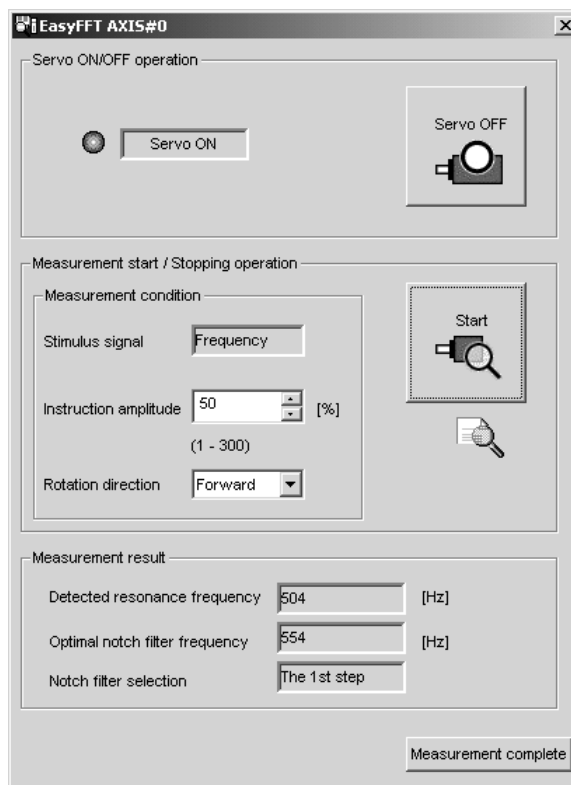 EasyFFT AXIS#0
Servo ON/OFF operation
Servo ON
Servo OFF
Measurement start / Stopping operation
Measurement condition
Stimulus signal Frequency
Instruction amplitude 50 [%]
(1 - 300)
Rotation direction Forward
Start
Measurement result
Detected resonance frequency 504 [Hz]
Optimal notch filter frequency 554 [Hz]
Notch filter selection The 1st step
Measurement complete